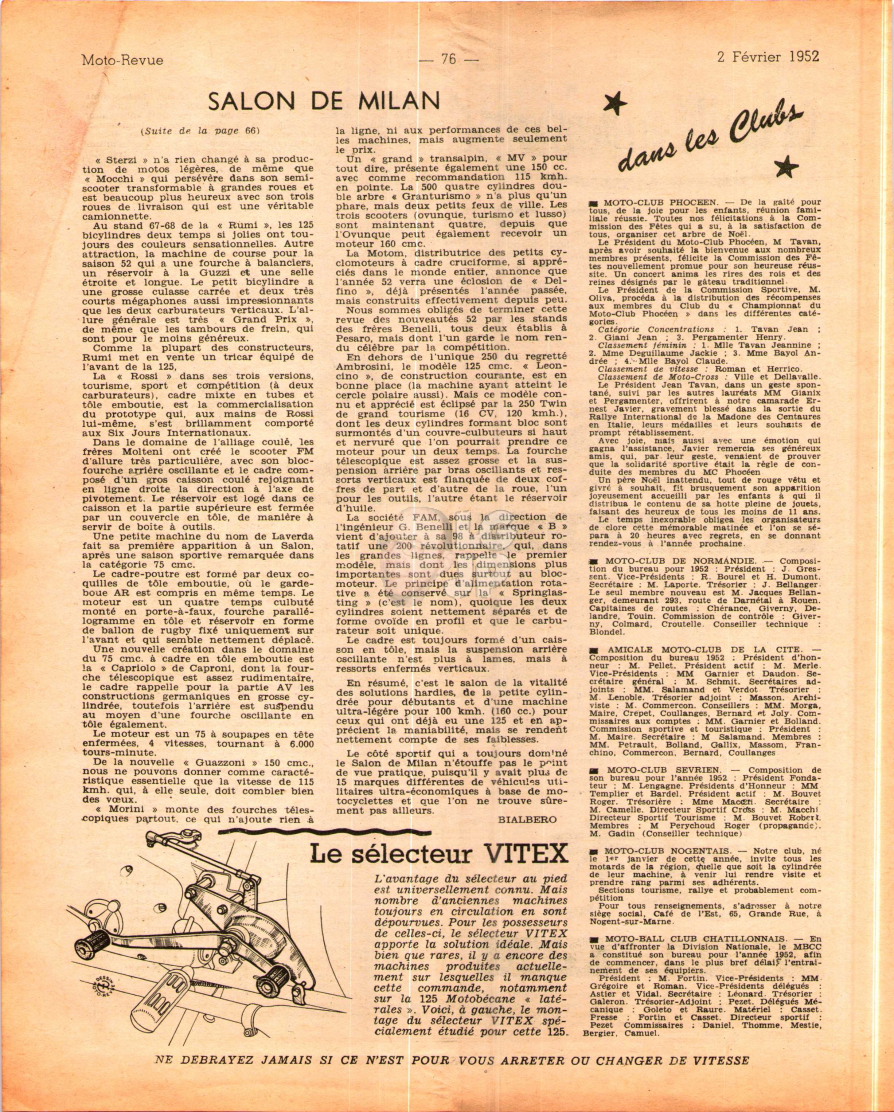 Moto-Revue
— 76 —
2 Février 1952
SALON DE MILAN
(Suite de la page 66)
« Sterzi » n'a rien changé à sa produc-
tion de motos légères, de même que
« Mocchi » qui persévère dans son semi-
scooter transformable à grandes roues et
est beaucoup plus heureux avec son trois
roues de livraison qui est une véritable
camionnette.
Au stand 67-68 de la « Rumi », les 125
bicylindres deux temps si jolies ont tou-
jours des couleurs sensationnelles. Autre
attraction, la machine de course pour la
saison 52 qui a une fourche à balanciers,
un réservoir à la Guzzi et une selle
étroite et longue. Le petit bicylindre a
une grosse culasse carrée et deux très
courts mégaphones aussi impressionnants
que les deux carburateurs verticaux. L'al-
lure générale est très « Grand Prix »,
de même que les tambours de frein, qui
sont pour le moins généreux.
Comme la plupart des constructeurs,
Rumi met en vente un tricar équipé de
l'avant de la 125.
La « Rossi » dans ses trois versions,
tourisme, sport et compétition (à deux
carburateurs), cadre mixte en tubes et
tôle emboutie, est la commercialisation
du prototype qui, aux mains de Rossi
lui-même, s'est brillamment comporté
aux Six Jours Internationaux.
Dans le domaine de l'alliage coulé, les
frères Molteni ont créé le scooter FM
d'allure très particulière, avec son bloc-
fourche arrière oscillante et le cadre com-
posé d'un gros caisson coulé rejoignant
en ligne droite la direction à l'axe de
pivotement. Le réservoir est logé dans ce
caisson et la partie supérieure est fermée
par un couvercle en tôle, de manière à
servir de boîte à outils.
Une petite machine du nom de Laverda
fait sa première apparition à un Salon,
après une saison sportive remarquée dans
la catégorie 75 cmc.
Le cadre-poutre est formé par deux co-
quilles de tôle emboutie, où le garde-
boue AR est compris en même temps. Le
moteur est un quatre temps culbuté
monté en porte-à-faux, fourche parallé-
logramme en tôle et réservoir en forme
de ballon de rugby fixé uniquement sur
l'avant et qui semble nettement déplacé.
Une nouvelle création dans le domaine
du 75 cmc. à cadre en tôle emboutie est
la « Capriolo » de Caproni, dont la four-
che télescopique est assez rudimentaire,
le cadre rappelle pour la partie AV les
constructions germaniques en grosse cy-
lindrée, toutefois l'arrière est suspendu
au moyen d'une fourche oscillante en
tôle également.
Le moteur est un 75 à soupapes en tête
enfermées, 4 vitesses, tournant à 6.000
tours-minute.
De la nouvelle « Guazzoni » 150 cmc.,
nous ne pouvons donner comme caracté-
ristique essentielle que la vitesse de 115
kmh. qui, à elle seule, doit combler bien
des vœux.
« Morini » monte des fourches téles-
copiques partout, ce qui n'ajoute rien à
la ligne, ni aux performances de ces bel-
les machines, mais augmente seulement
le prix.
Un « grand » transalpin, « MV » pour
tout dire, présente également une 150 cc.
avec comme recommandation 115 kmh.
en pointe. La 500 quatre cylindres dou-
ble arbre « Granturismo » n'a plus qu'un
phare, mais deux petits feux de ville. Les
trois scooters (ovunque, turismo et lusso)
sont maintenant quatre, depuis que
l'Ovunque peut également recevoir un
moteur 160 cmc.
La Motom, distributrice des petits cy-
clomoteurs à cadre cruciforme, si appré-
ciés dans le monde entier, annonce que
l'année 52 verra une éclosion de « Del-
fino », déjà présentés l'année passée,
mais construits effectivement depuis peu.
Nous sommes obligés de terminer cette
revue des nouveautés 52 par les stands
des frères Benelli, tous deux établis à
Pesaro, mais dont l'un garde le nom ren-
du célèbre par la compétition.
En dehors de l'unique 250 du regretté
Ambrosini, le modèle 125 cmc. « Leon-
cino », de construction courante, est en
bonne place (la machine ayant atteint le
cercle polaire aussi). Mais ce modèle con-
nu et apprécié est éclipsé par la 250 Twin
de grand tourisme (16 CV, 120 kmh.),
dont les deux cylindres formant bloc sont
surmontés d'un couvre-culbuteurs si haut
et nervuré que l'on pourrait prendre ce
moteur pour un deux temps. La fourche
télescopique est assez grosse et la sus-
pension arrière par bras oscillants et res-
sorts verticaux est flanquée de deux cof-
fres de part et d'autre de la roue, l'un
pour les outils, l'autre étant le réservoir
d'huile.
La société FAM, sous la direction de
l'ingénieur G. Benelli et la marque « B »
vient d'ajouter à sa 98 à distributeur ro-
tatif une 200 révolutionnaire, qui, dans
les grandes lignes, rappelle le premier
modèle, mais dont les dimensions plus
importantes sont dues surtout au bloc-
moteur. Le principe d'alimentation rota-
tive a été conservé sur la « Springlas-
ting » (c'est le nom), quoique les deux
cylindres soient nettement séparés et de
forme ovoïde en profil et que le carbu-
rateur soit unique.
Le cadre est toujours formé d'un cais-
son en tôle, mais la suspension arrière
oscillante n'est plus à lames, mais à
ressorts enfermés verticaux.
En résumé, c'est le salon de la vitalité
des solutions hardies, de la petite cylin-
drée pour débutants et d'une machine
ultra-légère pour 100 kmh. (160 cc.) pour
ceux qui ont déjà eu une 125 et en ap-
précient la maniabilité, mais se rendent
nettement compte de ses faiblesses.
Le côté sportif qui a toujours dominé
le Salon de Milan n'étouffe pas le point
de vue pratique, puisqu'il y avait plus de
15 marques différentes de véhicules uti-
litaires ultra-économiques à base de mo-
tocyclettes et que l'on ne trouve sûre-
ment pas ailleurs.
BIALBERO
dans les Clubs
MOTO-CLUB PHOCEEN. — De la gaîté pour
tous, de la joie pour les enfants, réunion fami-
liale réussie. Toutes nos félicitations à la Com-
mission des Fêtes qui a su, à la satisfaction de
tous, organiser cet arbre de Noël.
Le Président du Moto-Club Phocéen, M Tavan,
après avoir souhaité la bienvenue aux nombreux
membres présents, félicite la Commission des Fê-
tes nouvellement promue pour son heureuse réus-
site. Un concert anima les rires des rois et des
reines désignés par le gâteau traditionnel
Le Président de la Commission Sportive, M.
Oliva, procéda à la distribution des récompenses
aux membres du Club du « Championnat du
Moto-Club Phocéen » dans les différentes caté-
gories.
Catégorie Concentrations : 1. Tavan Jean ;
2. Giani Jean ; 3. Pergamenter Henry.
Classement féminin : 1. Mlle Tavan Jeannine ;
2. Mme Deguillaume Jackie ; 3. Mme Bayol An-
drée ; 4. Mlle Bayol Claude.
Classement de vitesse : Roman et Herrico.
Classement de Moto-Cross : Ville et Dellavalle.
Le Président Jean Tavan, dans un geste spon-
tané, suivi par les autres lauréats MM Gianix
et Pergamenter, offrirent à notre camarade Er-
nest Javier, gravement blessé dans la sortie du
Rallye International de la Madone des Centaures
en Italie, leurs médailles et leurs souhaits de
prompt rétablissement.
Avec joie, mais aussi avec une émotion qui
gagna l'assistance, Javier remercia ses généreux
amis, qui, par leur geste, venaient de prouver
que la solidarité sportive était la règle de con-
duite des membres du MC Phocéen
Un père Noël inattendu, tout de rouge vêtu et
givré à souhait, fit brusquement son apparition
joyeusement accueilli par les enfants à qui il
distribua le contenu de sa hotte pleine de jouets,
faisant des heureux de tous les moins de 11 ans.
Le temps inexorable obligea les organisateurs
de clore cette mémorable matinée et l'on se sé-
para à 20 heures avec regrets, en se donnant
rendez-vous à l'année prochaine.
MOTO-CLUB DE NORMANDIE. — Composi-
tion du bureau pour 1952 : Président : J. Gres-
sent. Vice-Présidents : R. Bourel et H. Dumont.
Secrétaire : M. Laporte. Trésorier : J. Bellanger.
Le seul membre nouveau est M. Jacques Bellan-
ger, demeurant 293, route de Darnétal à Rouen.
Capitaines de routes : Chérance, Giverny, De-
landre, Touin. Commission de contrôle : Giver-
ny, Colmard, Croutelle. Conseiller technique :
Blondel.
AMICALE MOTO-CLUB DE LA CITE. —
Composition du bureau 1952 : Président d'hon-
neur : M. Pellet. Président actif : M. Merle.
Vice-Présidents : MM Garnier et Daudon. Se-
crétaire général : M. Schmit. Secrétaires ad-
joints : MM. Salamand et Verdot Trésorier :
M. Lenoble. Trésorier adjoint ; Masson. Archi-
viste : M. Commercon. Conseillers : MM. Morga,
Maire, Crepet, Coullanges, Bernard et Joly. Com-
missaires aux comptes : MM. Garnier et Bolland.
Commission sportive et touristique : Président :
M. Maire. Secrétaire : M Salamand, Membres :
MM. Petrault, Bolland, Gallix, Massom, Fran-
chino, Commercon, Bernard, Coullanges
MOTO-CLUB SEVRIEN. — Composition de
son bureau pour l'année 1952 : Président Fonda-
teur : M. Lengagne. Présidents d'Honneur : MM
Templier et Bardel. Président actif : M. Bouvet
Roger. Trésorière : Mme Macchi. Secrétaire :
M. Camelle. Directeur Sportif Cross : M. Macchi
Directeur Sportif Tourisme : M. Bouvet Robert.
Membres : M Perychoud Roger (propagande).
M. Gadin (Conseiller technique)
MOTO-CLUB NOGENTAIS. — Notre club, né
le 1er janvier de cette année, invite tous les
motards de la région, quelle que soit la cylindrée
de leur machine, à venir lui rendre visite et
prendre rang parmi ses adhérents.
Sections tourisme, rallye et probablement com-
pétition
Pour tous renseignements, s'adresser à notre
siège social, Café de l'Est, 65, Grande Rue, à
Nogent-sur-Marne.
MOTO-BALL CLUB CHATILLONNAIS. — En
vue d'affronter la Division Nationale, le MBCC
a constitué son bureau pour l'année 1952, afin
de commencer, dans le plus bref délai, l'entraî-
nement de ses équipiers.
Président : M. Fortin. Vice-Présidents : MM
Grégoire et Roman. Vice-Présidents délégués :
Astier et Vidal. Secrétaire : Léonard. Trésorier :
Galeron. Trésorier-Adjoint ; Pezet. Délégués Mé-
canique : Goleto et Raure. Matériel : Casset.
Presse : Fortin et Casset. Directeur sportif :
Pezet Commissaires : Daniel, Thomme, Mestie,
Bergier, Camuel.
Le sélecteur VITEX
L'avantage du sélecteur au pied
est universellement connu. Mais
nombre d'anciennes machines
toujours en circulation en sont
dépourvues. Pour les possesseurs
de celles-ci, le sélecteur VITEX
apporte la solution idéale. Mais
bien que rares, il y a encore des
machines produites actuelle-
ment sur lesquelles il manque
cette commande, notamment
sur la 125 Motobécane « laté-
rales ». Voici, à gauche, le mon-
tage du sélecteur VITEX spé-
cialement étudié pour cette 125.
NE DEBRAYEZ JAMAIS SI CE N'EST POUR VOUS ARRETER OU CHANGER DE VITESSE